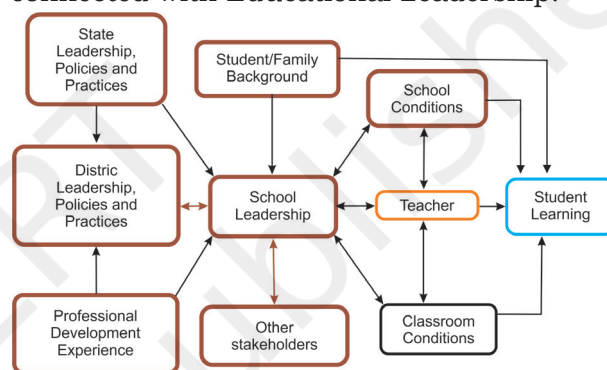 connected with Educational Leadership.
State
Leadership,
Policies and
Practices
Student/Family
Background
School
Conditions
Distric
Leadership,
Policies and
Practices
School
Leadership
Teacher
Student
Learning
Professional
Development
Experience
Other
stakeholders
Classroom
Conditions